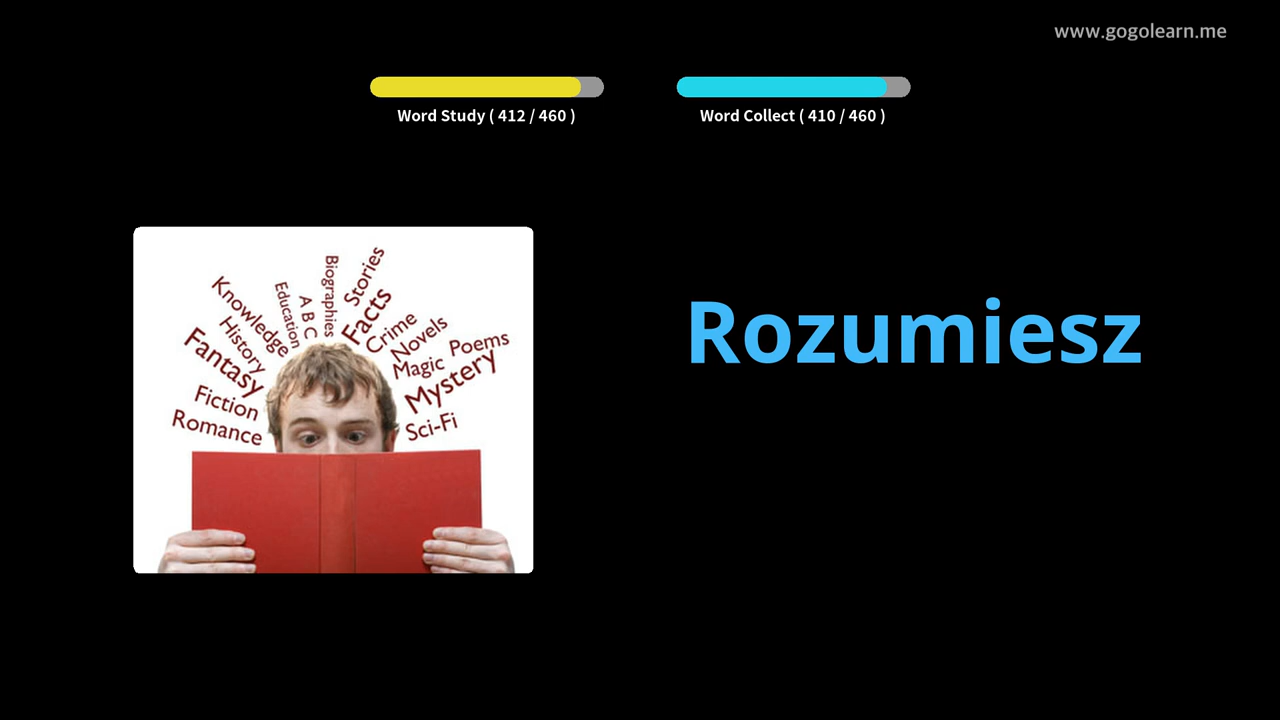 www.gogolearn.me
Word Study ( 412 / 460 )
Word Collect ( 410 / 460 )
Rozumiesz
Biographies
Stories
Education
A B C
Facts
Knowledge
Crime
History
Novels
Poems
Fantasy
Magic
Mystery
Fiction
Romance
Sci-Fi